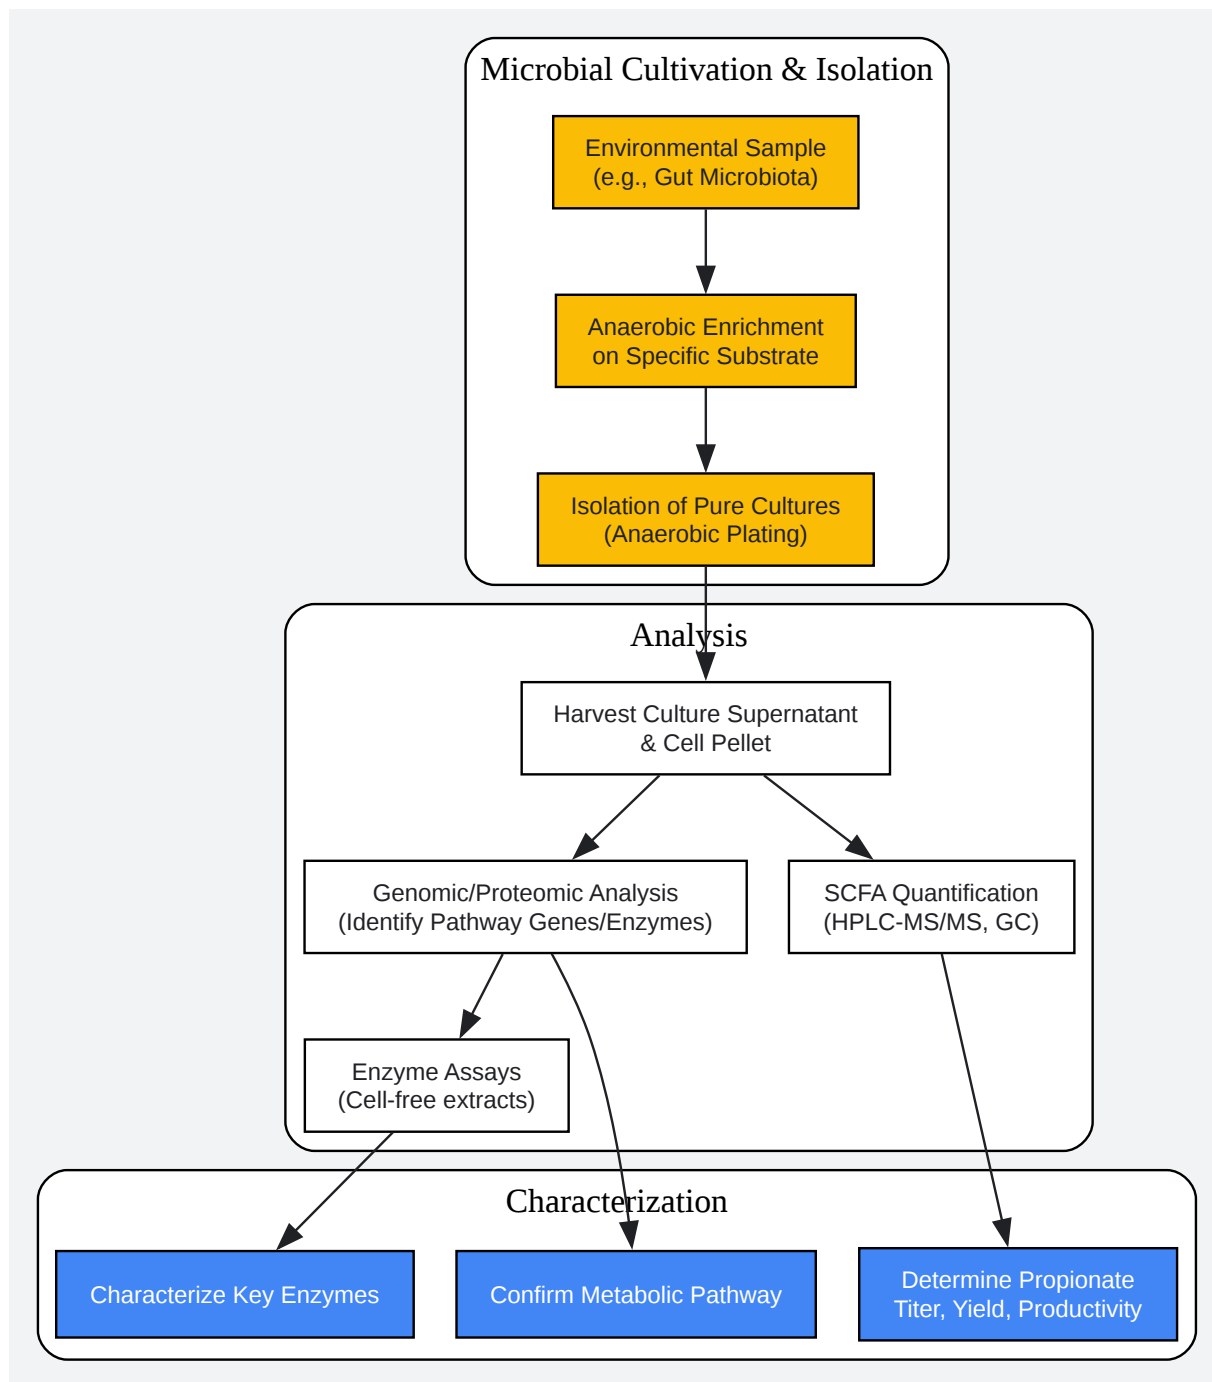 Microbial Cultivation & Isolation
Environmental Sample
(e.g., Gut Microbiota)
Anaerobic Enrichment
on Specific Substrate
Isolation of Pure Cultures
(Anaerobic Plating)
Analysis
Harvest Culture Supernatant
& Cell Pellet
Genomic/Proteomic Analysis
(Identify Pathway Genes/Enzymes)
SCFA Quantification
(HPLC-MS/MS, GC)
Enzyme Assays
(Cell-free extracts)
Characterization
Characterize Key Enzymes
Confirm Metabolic Pathway
Determine Propionate
Titer, Yield, Productivity